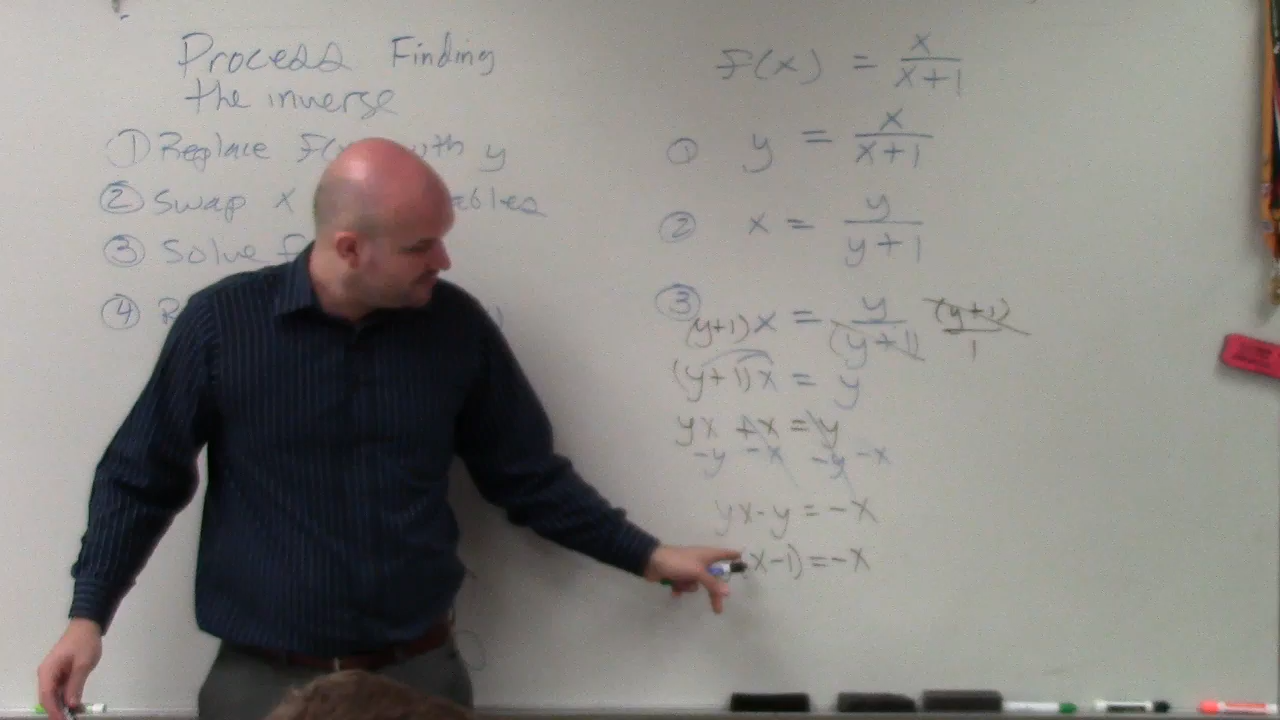 Process Finding
the inverse
① Replace f( with y
② Swap X
③ Solve
④
f(x) = x/(x+1)
① y = x/(x+1)
② x = y/(y+1)
③
(y+1)x = y/(y+1) (y+1)/1
(y+1)x = y
yx +x = y
-y -x -y -x
yx-y = -x
(x-1) = -x